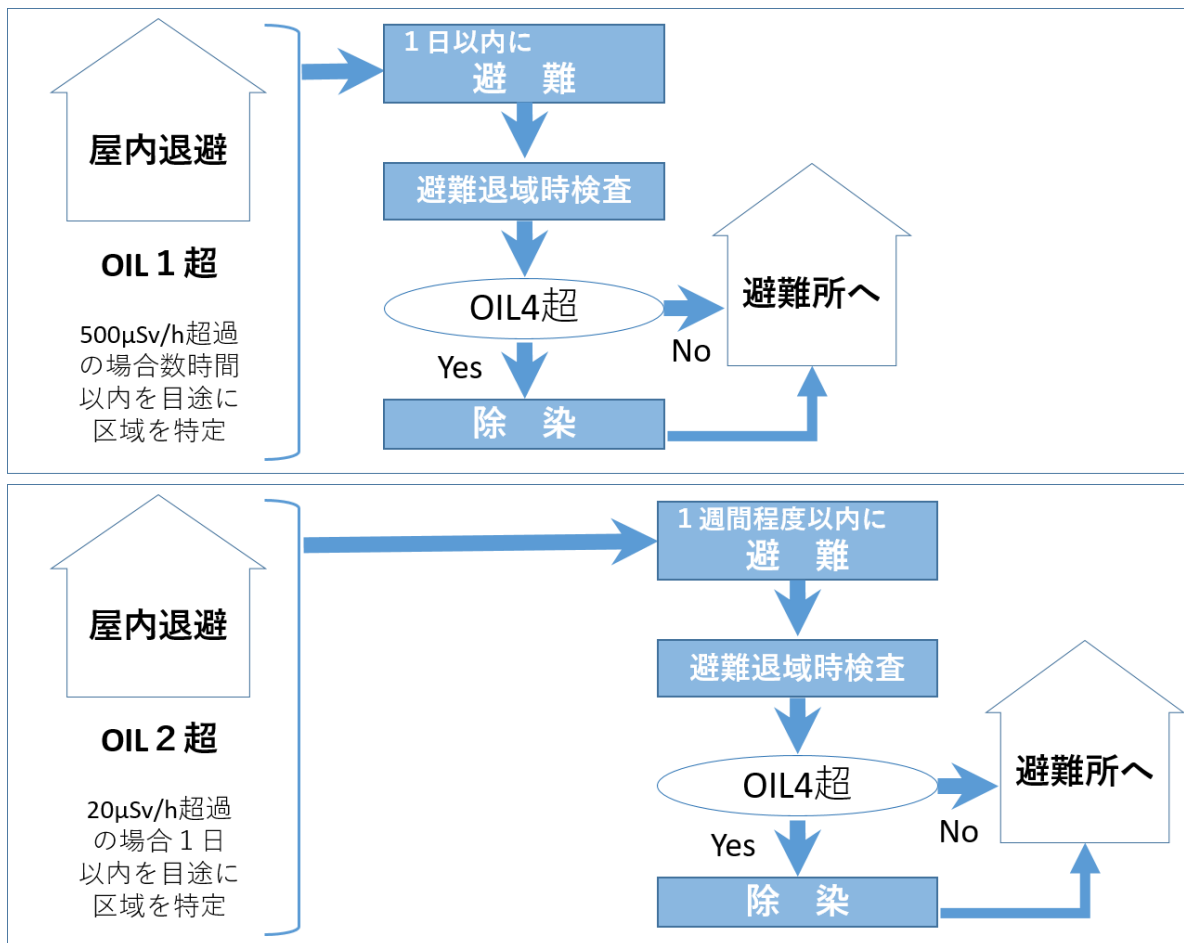 屋内退避
OIL１超
500μSv/h超過
の場合数時間
以内を目途に
区域を特定
１日以内に
避　難
避難退域時検査
OIL4超
Yes
No
除　染
避難所へ
屋内退避
OIL２超
20μSv/h超過
の場合１日
以内を目途に
区域を特定
１週間程度以内に
避　難
避難退域時検査
OIL4超
Yes
No
除　染
避難所へ